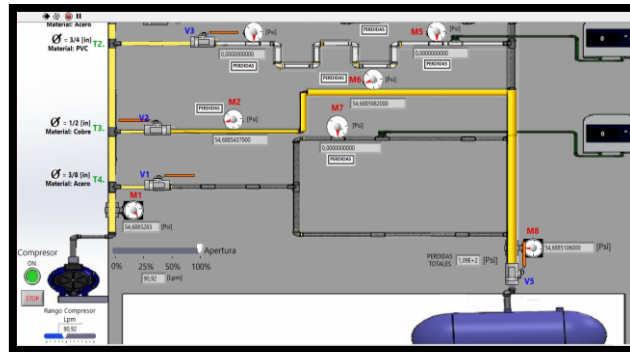 Material: Acero
Ø = 3/4 [in]
Material: PVC
T2.
V3
[Psi]
0,0000000000
PERDIDAS
PERDIDAS
M5
[Psi]
0,0000000000
PERDIDAS
0
M6
PERDIDAS
54,6885982000
Ø = 1/2 [in]
Material: Cobre
T3.
V2
PERDIDAS
M2
[Psi]
54,6885437000
M7
[Psi]
0,0000000000
0
Ø = 3/8 [in]
Material: Acero
T4.
V1
M1
54,6885283
[Psi]
Compresor
ON
STOP
Rango Compresor
Lpm
90,92
Apertura
0%
25%
50%
100%
90,92
[Lpm]
PERDIDAS
TOTALES
1,09E+2
[Psi]
M8
54,6885106000
[Psi]
V5